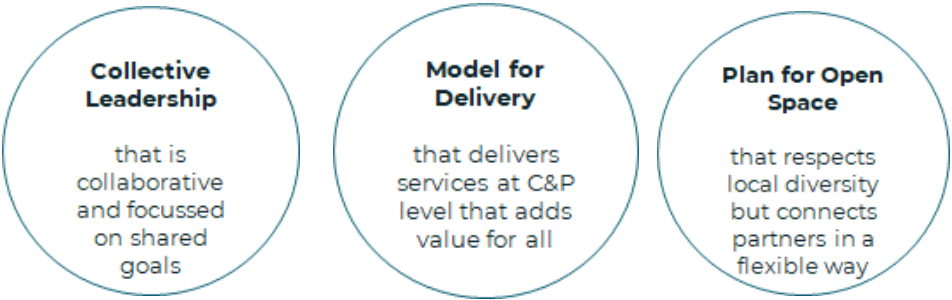 Collective
Leadership
that is
collaborative
and focussed
on shared
goals
Model for
Delivery
that delivers
services at C&P
level that adds
value for all
Plan for Open
Space
that respects
local diversity
but connects
partners in a
flexible way